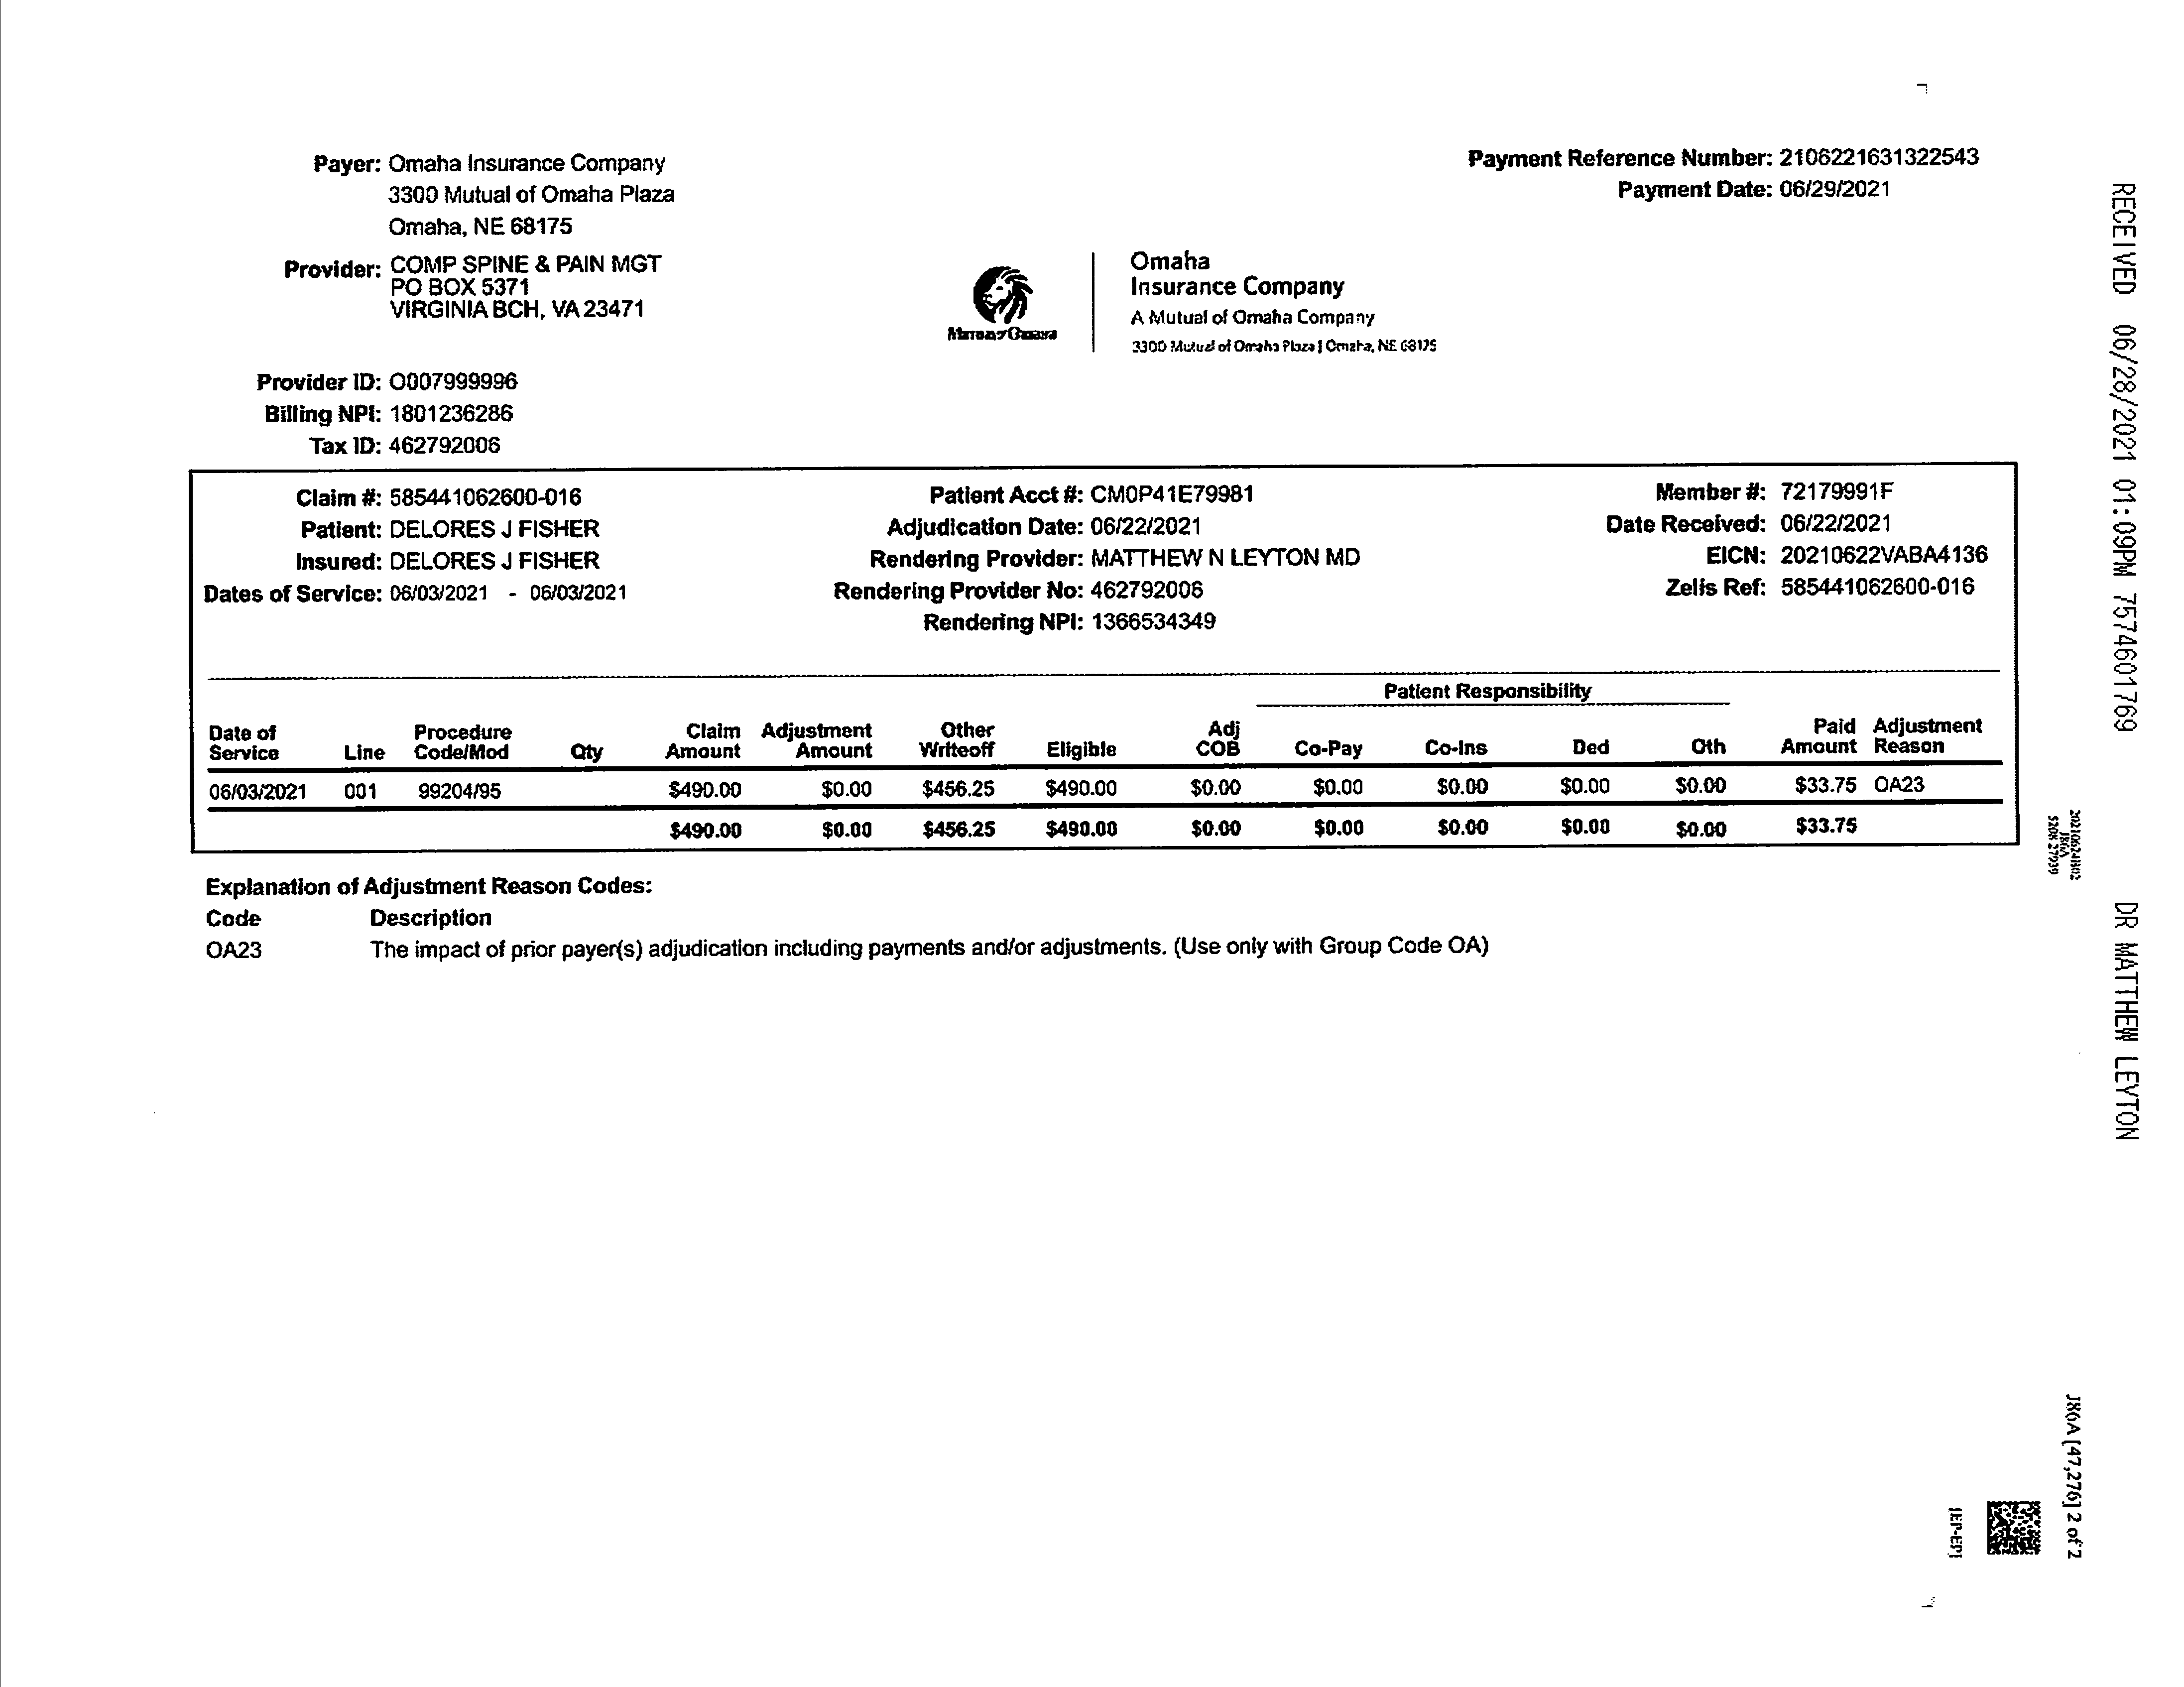 Payer: Omaha Insurance Company
3300 Mutual of Omaha Plaza
Omaha, NE 68175
Payment Reference Number: 2106221631322543
Payment Date: 06/29/2021
Provider: COMP SPINE & PAIN MGT
PO BOX 5371
VIRGINIA BCH, VA 23471
Mutual of Omaha
Omaha
Insurance Company
A Mutual of Omaha Company
3300 Mutual of Omaha Plaza | Omaha, NE 68175
Provider ID: O007999996
Billing NPI: 1801236286
Tax ID: 462792006
Claim #: 585441062600-016 Patient Acct #: CM0P41E79981 Member #: 72179991F
Patient: DELORES J FISHER Adjudication Date: 06/22/2021 Date Received: 06/22/2021
Insured: DELORES J FISHER Rendering Provider: MATTHEW N LEYTON MD EICN: 20210622VABA4136
Dates of Service: 06/03/2021 - 06/03/2021 Rendering Provider No: 462792006 Zelis Ref: 585441062600-016
Rendering NPI: 1366534349
Patient Responsibility
Date of Procedure Claim Adjustment Other Adj Paid Adjustment
Service Line Code/Mod Qty Amount Amount Writeoff Eligible COB Co-Pay Co-Ins Ded Oth Amount Reason
06/03/2021 001 99204/95 $490.00 $0.00 $456.25 $490.00 $0.00 $0.00 $0.00 $0.00 $0.00 $33.75 OA23
$490.00 $0.00 $456.25 $490.00 $0.00 $0.00 $0.00 $0.00 $0.00 $33.75
Explanation of Adjustment Reason Codes:
Code Description
OA23 The impact of prior payer(s) adjudication including payments and/or adjustments. (Use only with Group Code OA)
RECEIVED 06/28/2021 01:09PM 7574601769 DR MATTHEW LEYTON
J86A
J86A [47,276] 2 of 2
[EP-EP]